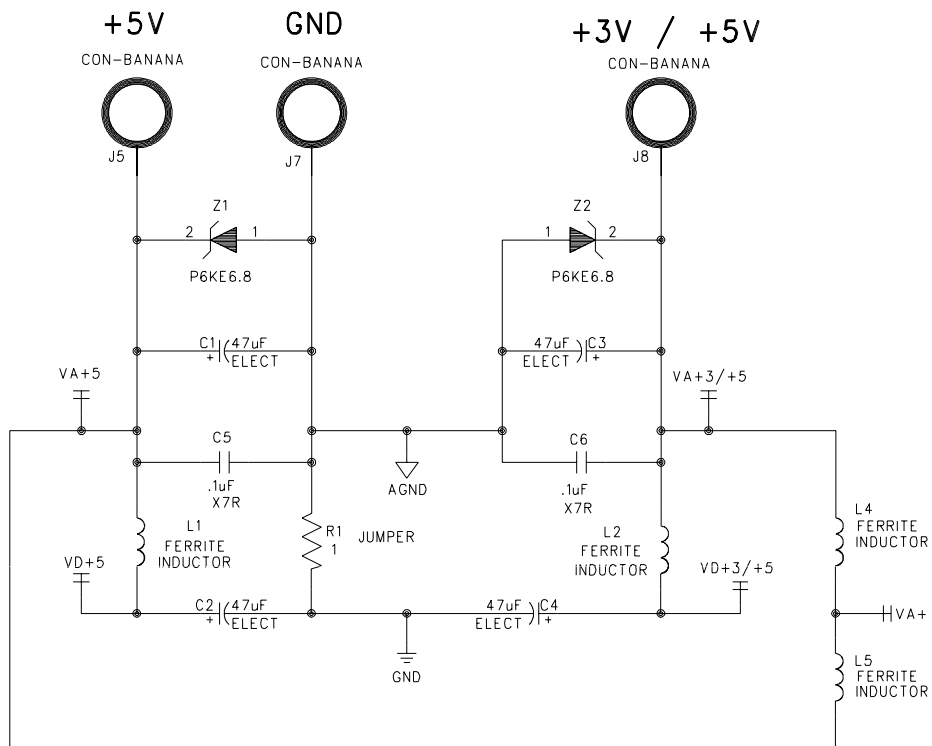 +5V
GND
+3V / +5V
CON-BANANA
CON-BANANA
CON-BANANA
J5
J7
J8
Z1
2
1
P6KE6.8
Z2
1
2
P6KE6.8
C1
+
47uF
ELECT
47uF
ELECT
C3
+
VA+5
VA+3/+5
C5
.1uF
X7R
AGND
C6
.1uF
X7R
L1
FERRITE
INDUCTOR
R1
1
JUMPER
L2
FERRITE
INDUCTOR
L4
FERRITE
INDUCTOR
VD+5
VD+3/+5
C2
+
47uF
ELECT
47uF
ELECT
C4
+
VA+
GND
L5
FERRITE
INDUCTOR